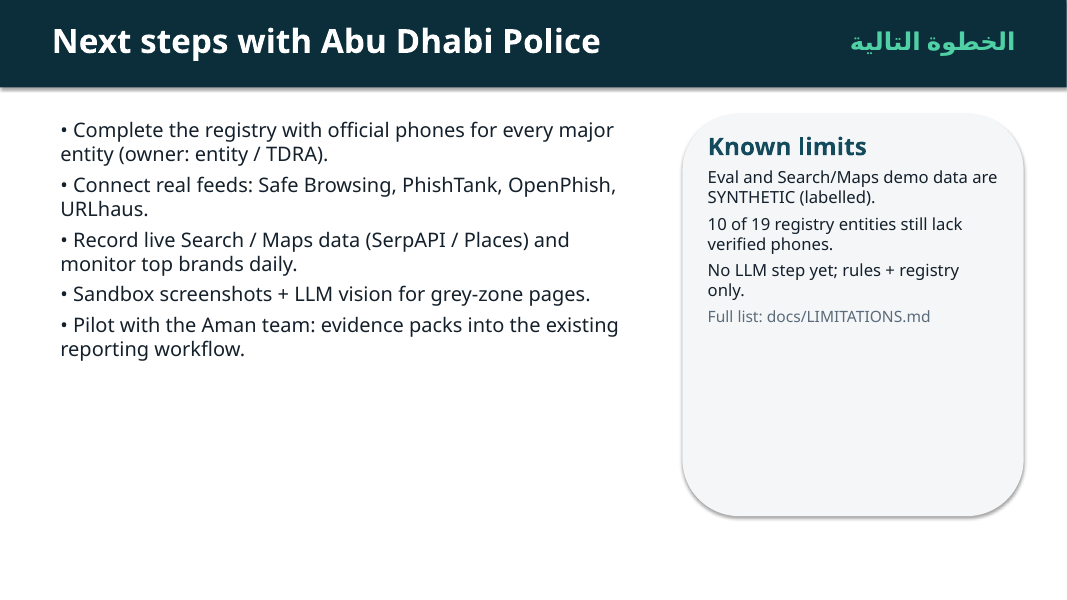 Next steps with Abu Dhabi Police
الخطوة التالية
• Complete the registry with official phones for every major
entity (owner: entity / TDRA).
• Connect real feeds: Safe Browsing, PhishTank, OpenPhish,
URLhaus.
• Record live Search / Maps data (SerpAPI / Places) and
monitor top brands daily.
• Sandbox screenshots + LLM vision for grey-zone pages.
• Pilot with the Aman team: evidence packs into the existing
reporting workflow.
Known limits
Eval and Search/Maps demo data are
SYNTHETIC (labelled).
10 of 19 registry entities still lack
verified phones.
No LLM step yet; rules + registry
only.
Full list: docs/LIMITATIONS.md